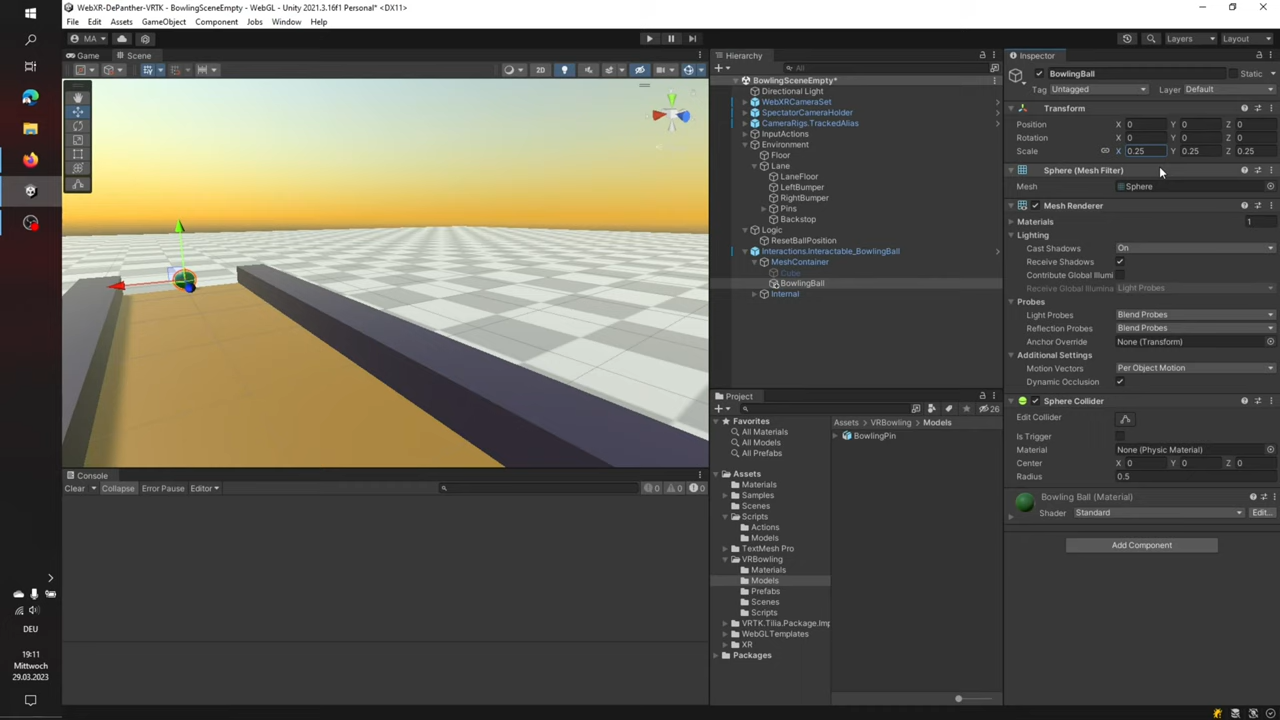 WebXR-DePanther-VRTK - BowlingSceneEmpty - WebGL - Unity 2021.3.16f1 Personal* <DX11>
File Edit Assets GameObject Component Jobs Window Help
MA
Layers Layout
Game Scene
2D
Hierarchy
All
BowlingSceneEmpty*
Directional Light
WebXRCameraSet
SpectatorCameraHolder
CameraRigs.TrackedAlias
InputActions
Environment
Floor
Lane
LaneFloor
LeftBumper
RightBumper
Pins
Backstop
Logic
ResetBallPosition
Interactions.Interactable_BowlingBall
MeshContainer
Cube
BowlingBall
Internal
Inspector
BowlingBall Static
Tag Untagged Layer Default
Transform
Position X 0 Y 0 Z 0
Rotation X 0 Y 0 Z 0
Scale X 0.25 Y 0.25 Z 0.25
Sphere (Mesh Filter)
Mesh Sphere
Mesh Renderer
Materials 1
Lighting
Cast Shadows On
Receive Shadows
Contribute Global Illumi
Receive Global Illumina Light Probes
Probes
Light Probes Blend Probes
Reflection Probes Blend Probes
Anchor Override None (Transform)
Additional Settings
Motion Vectors Per Object Motion
Dynamic Occlusion
Sphere Collider
Edit Collider
Is Trigger
Material None (Physic Material)
Center X 0 Y 0 Z 0
Radius 0.5
Bowling Ball (Material)
Shader Standard Edit...
Add Component
Project
26
Favorites
All Materials
All Models
All Prefabs
Assets
Materials
Samples
Scenes
Scripts
Actions
Models
TextMesh Pro
VRBowling
Materials
Models
Prefabs
Scenes
Scripts
VRTK.Tilia.Package.Imp
WebGLTemplates
XR
Packages
Assets > VRBowling > Models
BowlingPin
Console
Clear Collapse Error Pause Editor
0 0 0
DEU
19:11
Mittwoch
29.03.2023